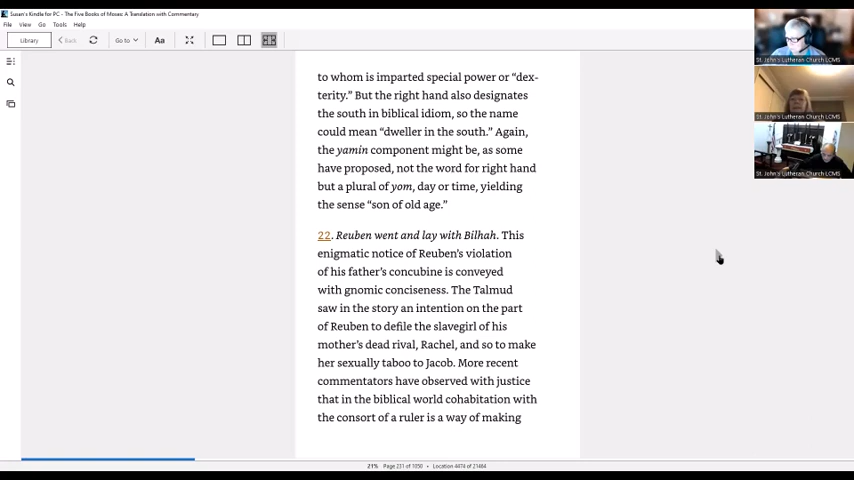 Susan's Kindle for PC - The Five Books of Moses: A Translation with Commentary
File View Go Tools Help
Library Back Go to Aa
to whom is imparted special power or “dex-
terity.” But the right hand also designates
the south in biblical idiom, so the name
could mean “dweller in the south.” Again,
the yamin component might be, as some
have proposed, not the word for right hand
but a plural of yom, day or time, yielding
the sense “son of old age.”
22. Reuben went and lay with Bilhah. This
enigmatic notice of Reuben’s violation
of his father’s concubine is conveyed
with gnomic conciseness. The Talmud
saw in the story an intention on the part
of Reuben to defile the slavegirl of his
mother’s dead rival, Rachel, and so to make
her sexually taboo to Jacob. More recent
commentators have observed with justice
that in the biblical world cohabitation with
the consort of a ruler is a way of making
21% Page 231 of 1050 • Location 4474 of 21484
St. John's Lutheran Church LCMS
St. John's Lutheran Church LCMS
St. John's Lutheran Church LCMS